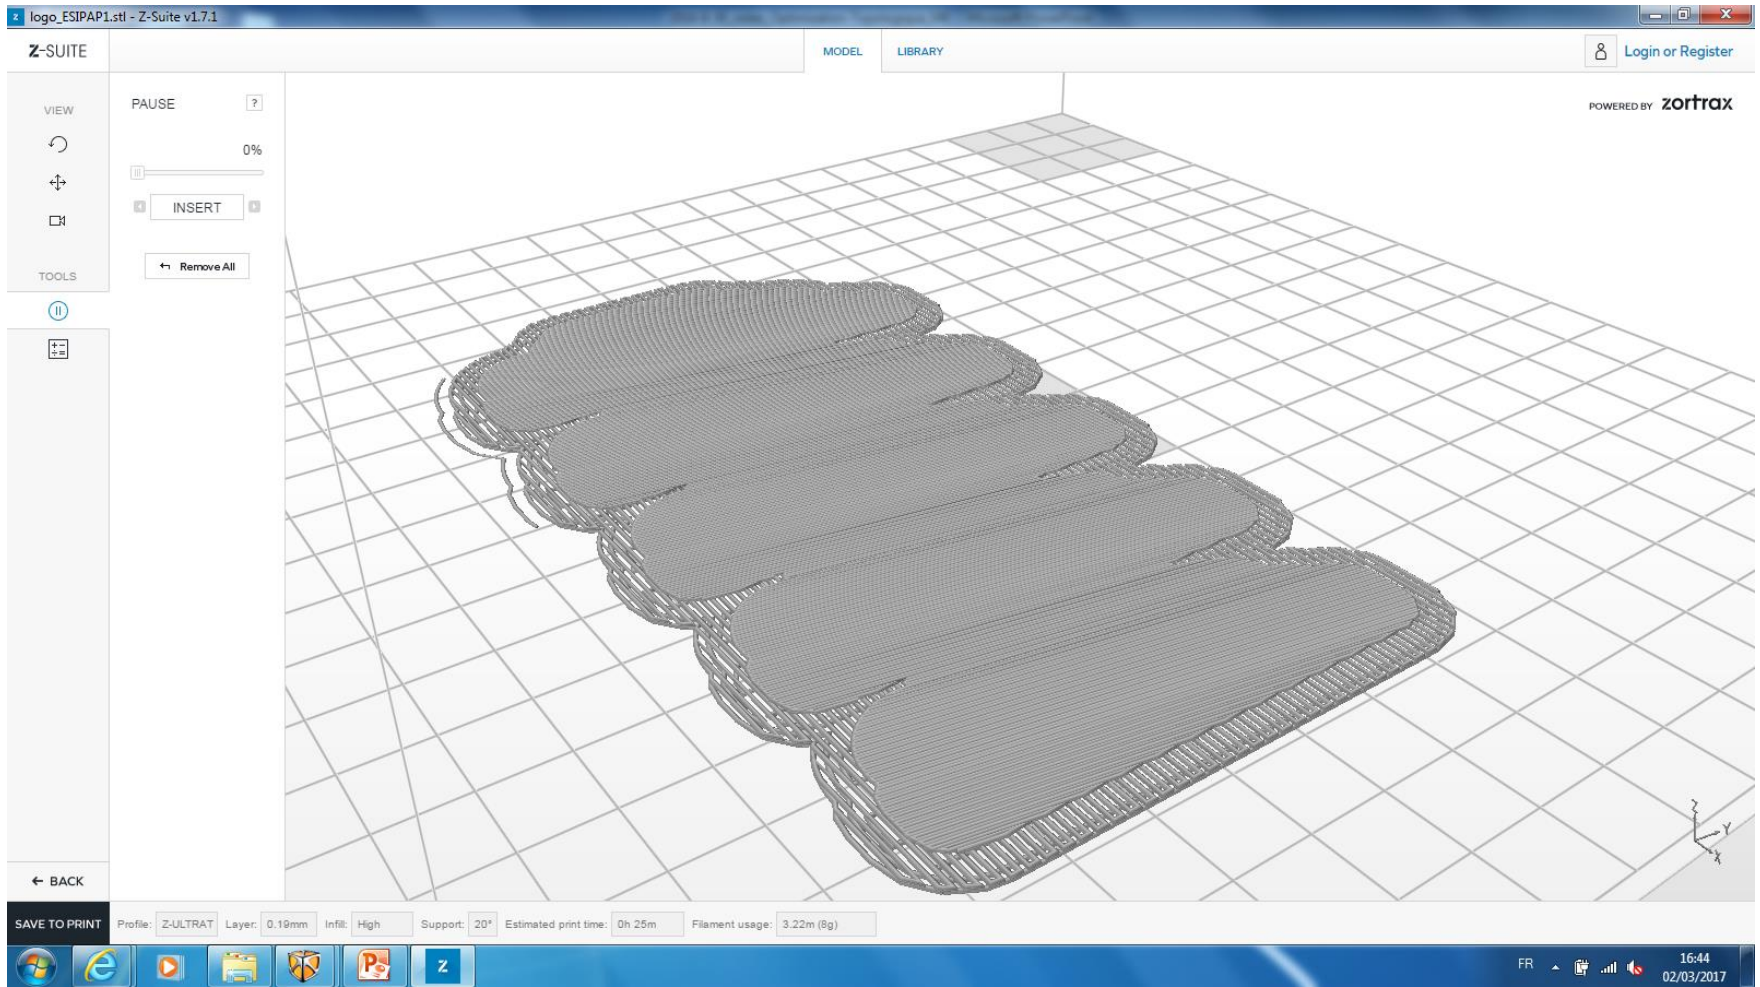 logo_ESIPAP1.stl - Z-Suite v1.7.1
Z-SUITE
MODEL
LIBRARY
Login or Register
VIEW
PAUSE
?
POWERED BY zortrax
0%
INSERT
Remove All
TOOLS
Z
Y
X
BACK
SAVE TO PRINT
Profile: Z-ULTRAT Layer: 0.19mm Infill: High Support: 20° Estimated print time: 0h 25m Filament usage: 3.22m (8g)
FR
16:44
02/03/2017